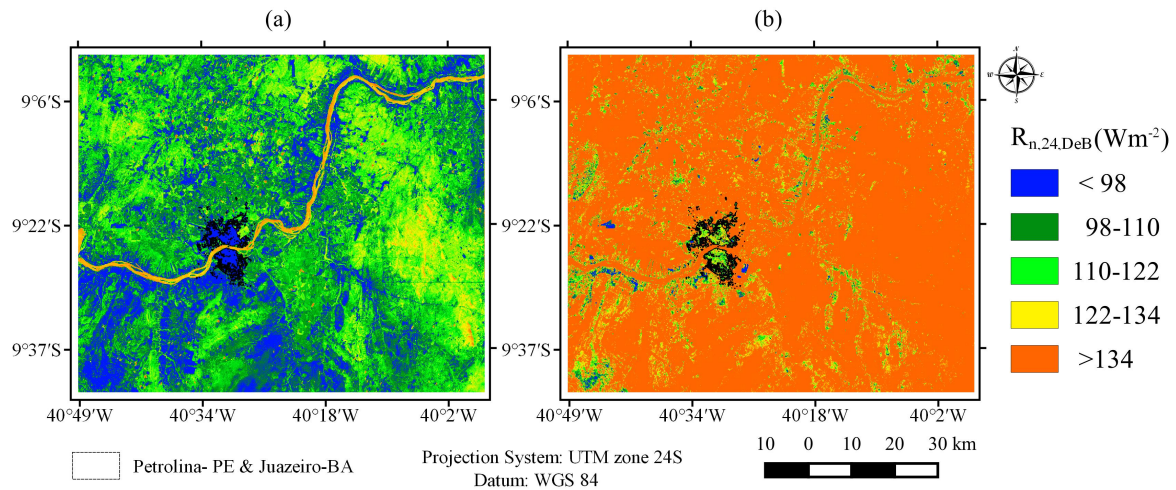 (a) (b)
N
W E
S
9°6'S 9°6'S
R n,24,DeB (Wm-2)
< 98
98-110
9°22'S 9°22'S
110-122
122-134
9°37'S 9°37'S
>134
40°49'W 40°34'W 40°18'W 40°2'W 40°49'W 40°34'W 40°18'W 40°2'W
10 0 10 20 30 km
Petrolina- PE & Juazeiro-BA
Projection System: UTM zone 24S
Datum: WGS 84